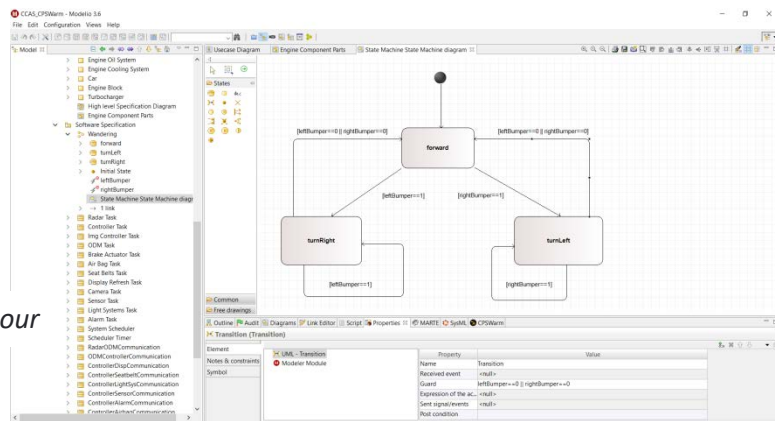 CCAS_CPSWarm - Modelio 3.6
File Edit Configuration Views Help
Model
Engine Oil System
Engine Cooling System
Car
Engine Block
Turbocharger
High level Specification Diagram
Engine Component Parts
Software Specification
Wandering
forward
turnLeft
turnRight
Initial State
leftBumper
rightBumper
State Machine State Machine diagr
1 link
Radar Task
Controller Task
Img Controller Task
ODM Task
Brake Actuator Task
Air Bag Task
Seat Belts Task
Display Refresh Task
Camera Task
Sensor Task
Light Systems Task
Alarm Task
System Scheduler
Scheduler Timer
RadarODMCommunication
ODMControllerCommunication
ControllerDispCommunication
ControllerSeatbeltCommunication
ControllerLightSysCommunication
ControllerSensorCommunication
ControllerAlarmCommunication
ControllerAirbagCommunication
our
Usecase Diagram
Engine Component Parts
State Machine State Machine diagram
States
Common
Free drawings
[leftBumper==0 || rightBumper==0]
[leftBumper==0 || rightBumper==0]
forward
[leftBumper==1]
[rightBumper==1]
turnRight
turnLeft
[leftBumper==1]
[rightBumper==1]
Outline Audit Diagrams Link Editor Script Properties MARTE SysML CPSWarm
Transition (Transition)
Element
Notes & constraints
Symbol
UML - Transition
Modeler Module
Property Value
Name Transition
Received event <null>
Guard leftBumper==0 || rightBumper==0
Expression of the ac... <null>
Sent signal/events <null>
Post condition